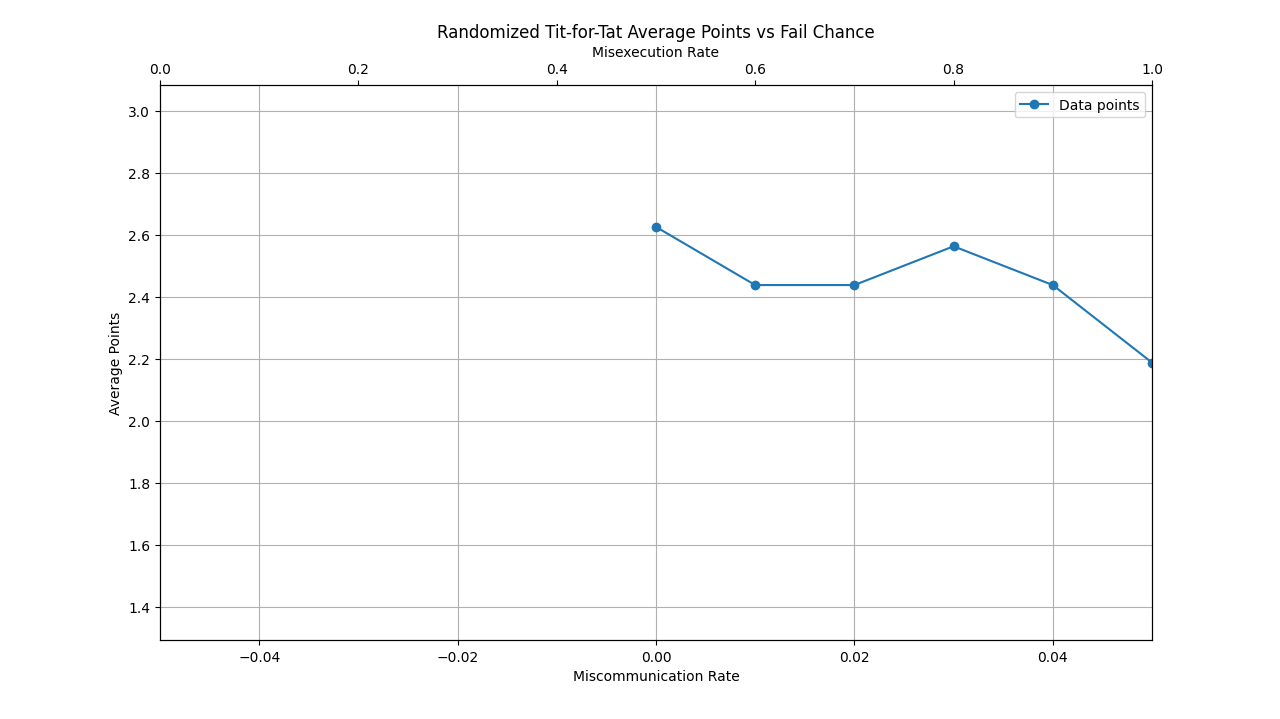 Randomized Tit-for-Tat Average Points vs Fail Chance
Misexecution Rate
0.0 0.2 0.4 0.6 0.8 1.0
Data points
Average Points
3.0
2.8
2.6
2.4
2.2
2.0
1.8
1.6
1.4
−0.04 −0.02 0.00 0.02 0.04
Miscommunication Rate